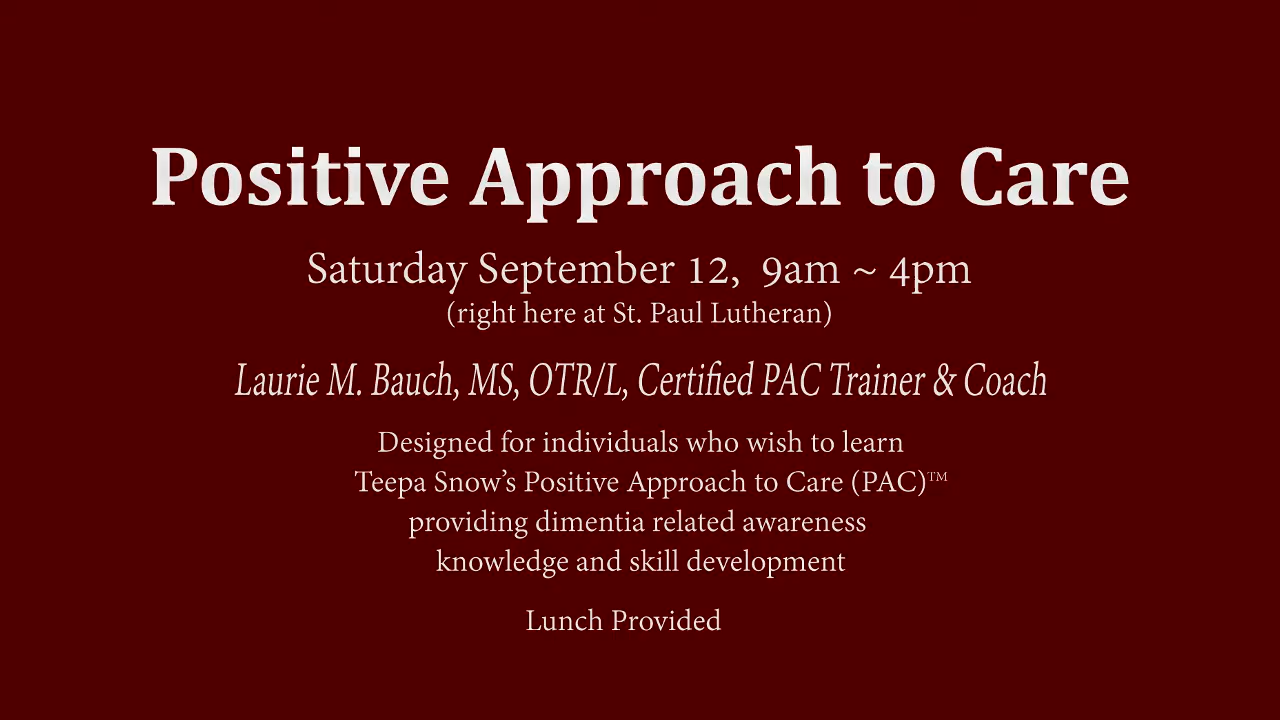 Positive Approach to Care
Saturday September 12, 9am ~ 4pm
(right here at St. Paul Lutheran)
Laurie M. Bauch, MS, OTR/L, Certified PAC Trainer & Coach
Designed for individuals who wish to learn
Teepa Snow’s Positive Approach to Care (PAC)™
providing dimentia related awareness
knowledge and skill development
Lunch Provided